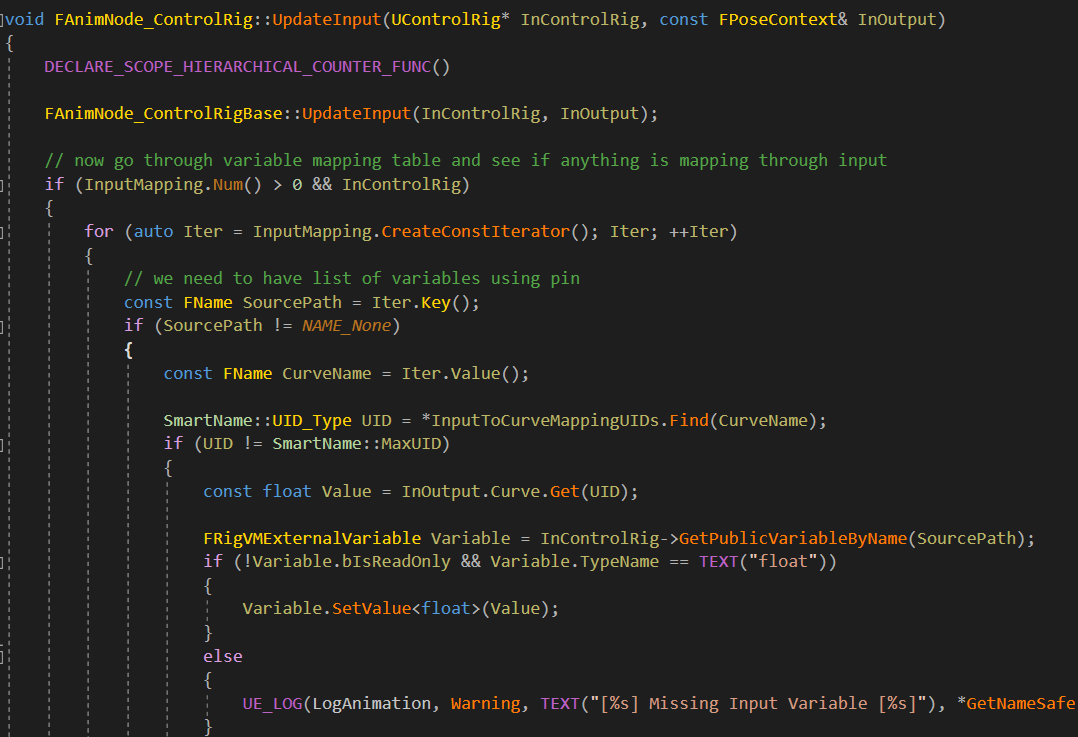 void FAnimNode_ControlRig::UpdateInput(UControlRig* InControlRig, const FPoseContext& InOutput)
{
DECLARE_SCOPE_HIERARCHICAL_COUNTER_FUNC()
FAnimNode_ControlRigBase::UpdateInput(InControlRig, InOutput);
// now go through variable mapping table and see if anything is mapping through input
if (InputMapping.Num() > 0 && InControlRig)
{
for (auto Iter = InputMapping.CreateConstIterator(); Iter; ++Iter)
{
// we need to have list of variables using pin
const FName SourcePath = Iter.Key();
if (SourcePath != NAME_None)
{
const FName CurveName = Iter.Value();
SmartName::UID_Type UID = *InputToCurveMappingUIDs.Find(CurveName);
if (UID != SmartName::MaxUID)
{
const float Value = InOutput.Curve.Get(UID);
FRigVMExternalVariable Variable = InControlRig->GetPublicVariableByName(SourcePath);
if (!Variable.bIsReadOnly && Variable.TypeName == TEXT("float"))
{
Variable.SetValue<float>(Value);
}
else
{
UE_LOG(LogAnimation, Warning, TEXT("[%s] Missing Input Variable [%s]"), *GetNameSafe
}